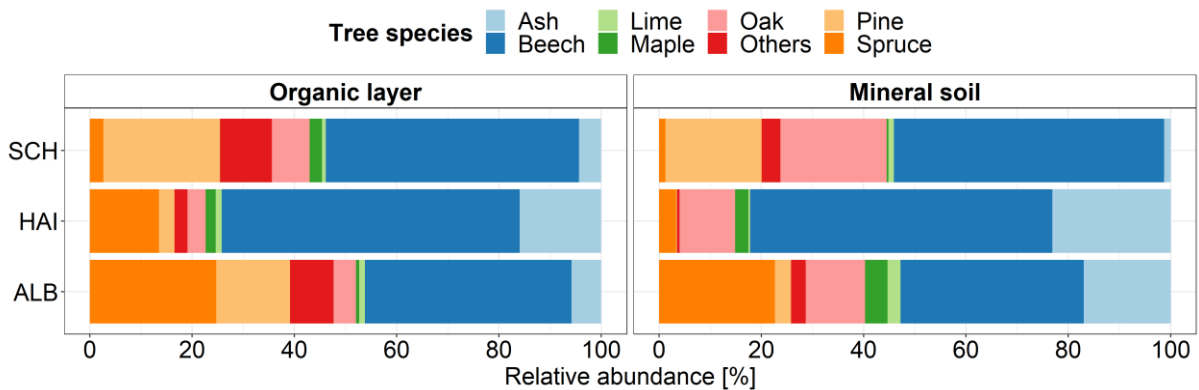 Tree species
Ash Lime Oak Pine
Beech Maple Others Spruce
Organic layer Mineral soil
SCH
HAI
ALB
0 20 40 60 80 100 0 20 40 60 80 100
Relative abundance [%]